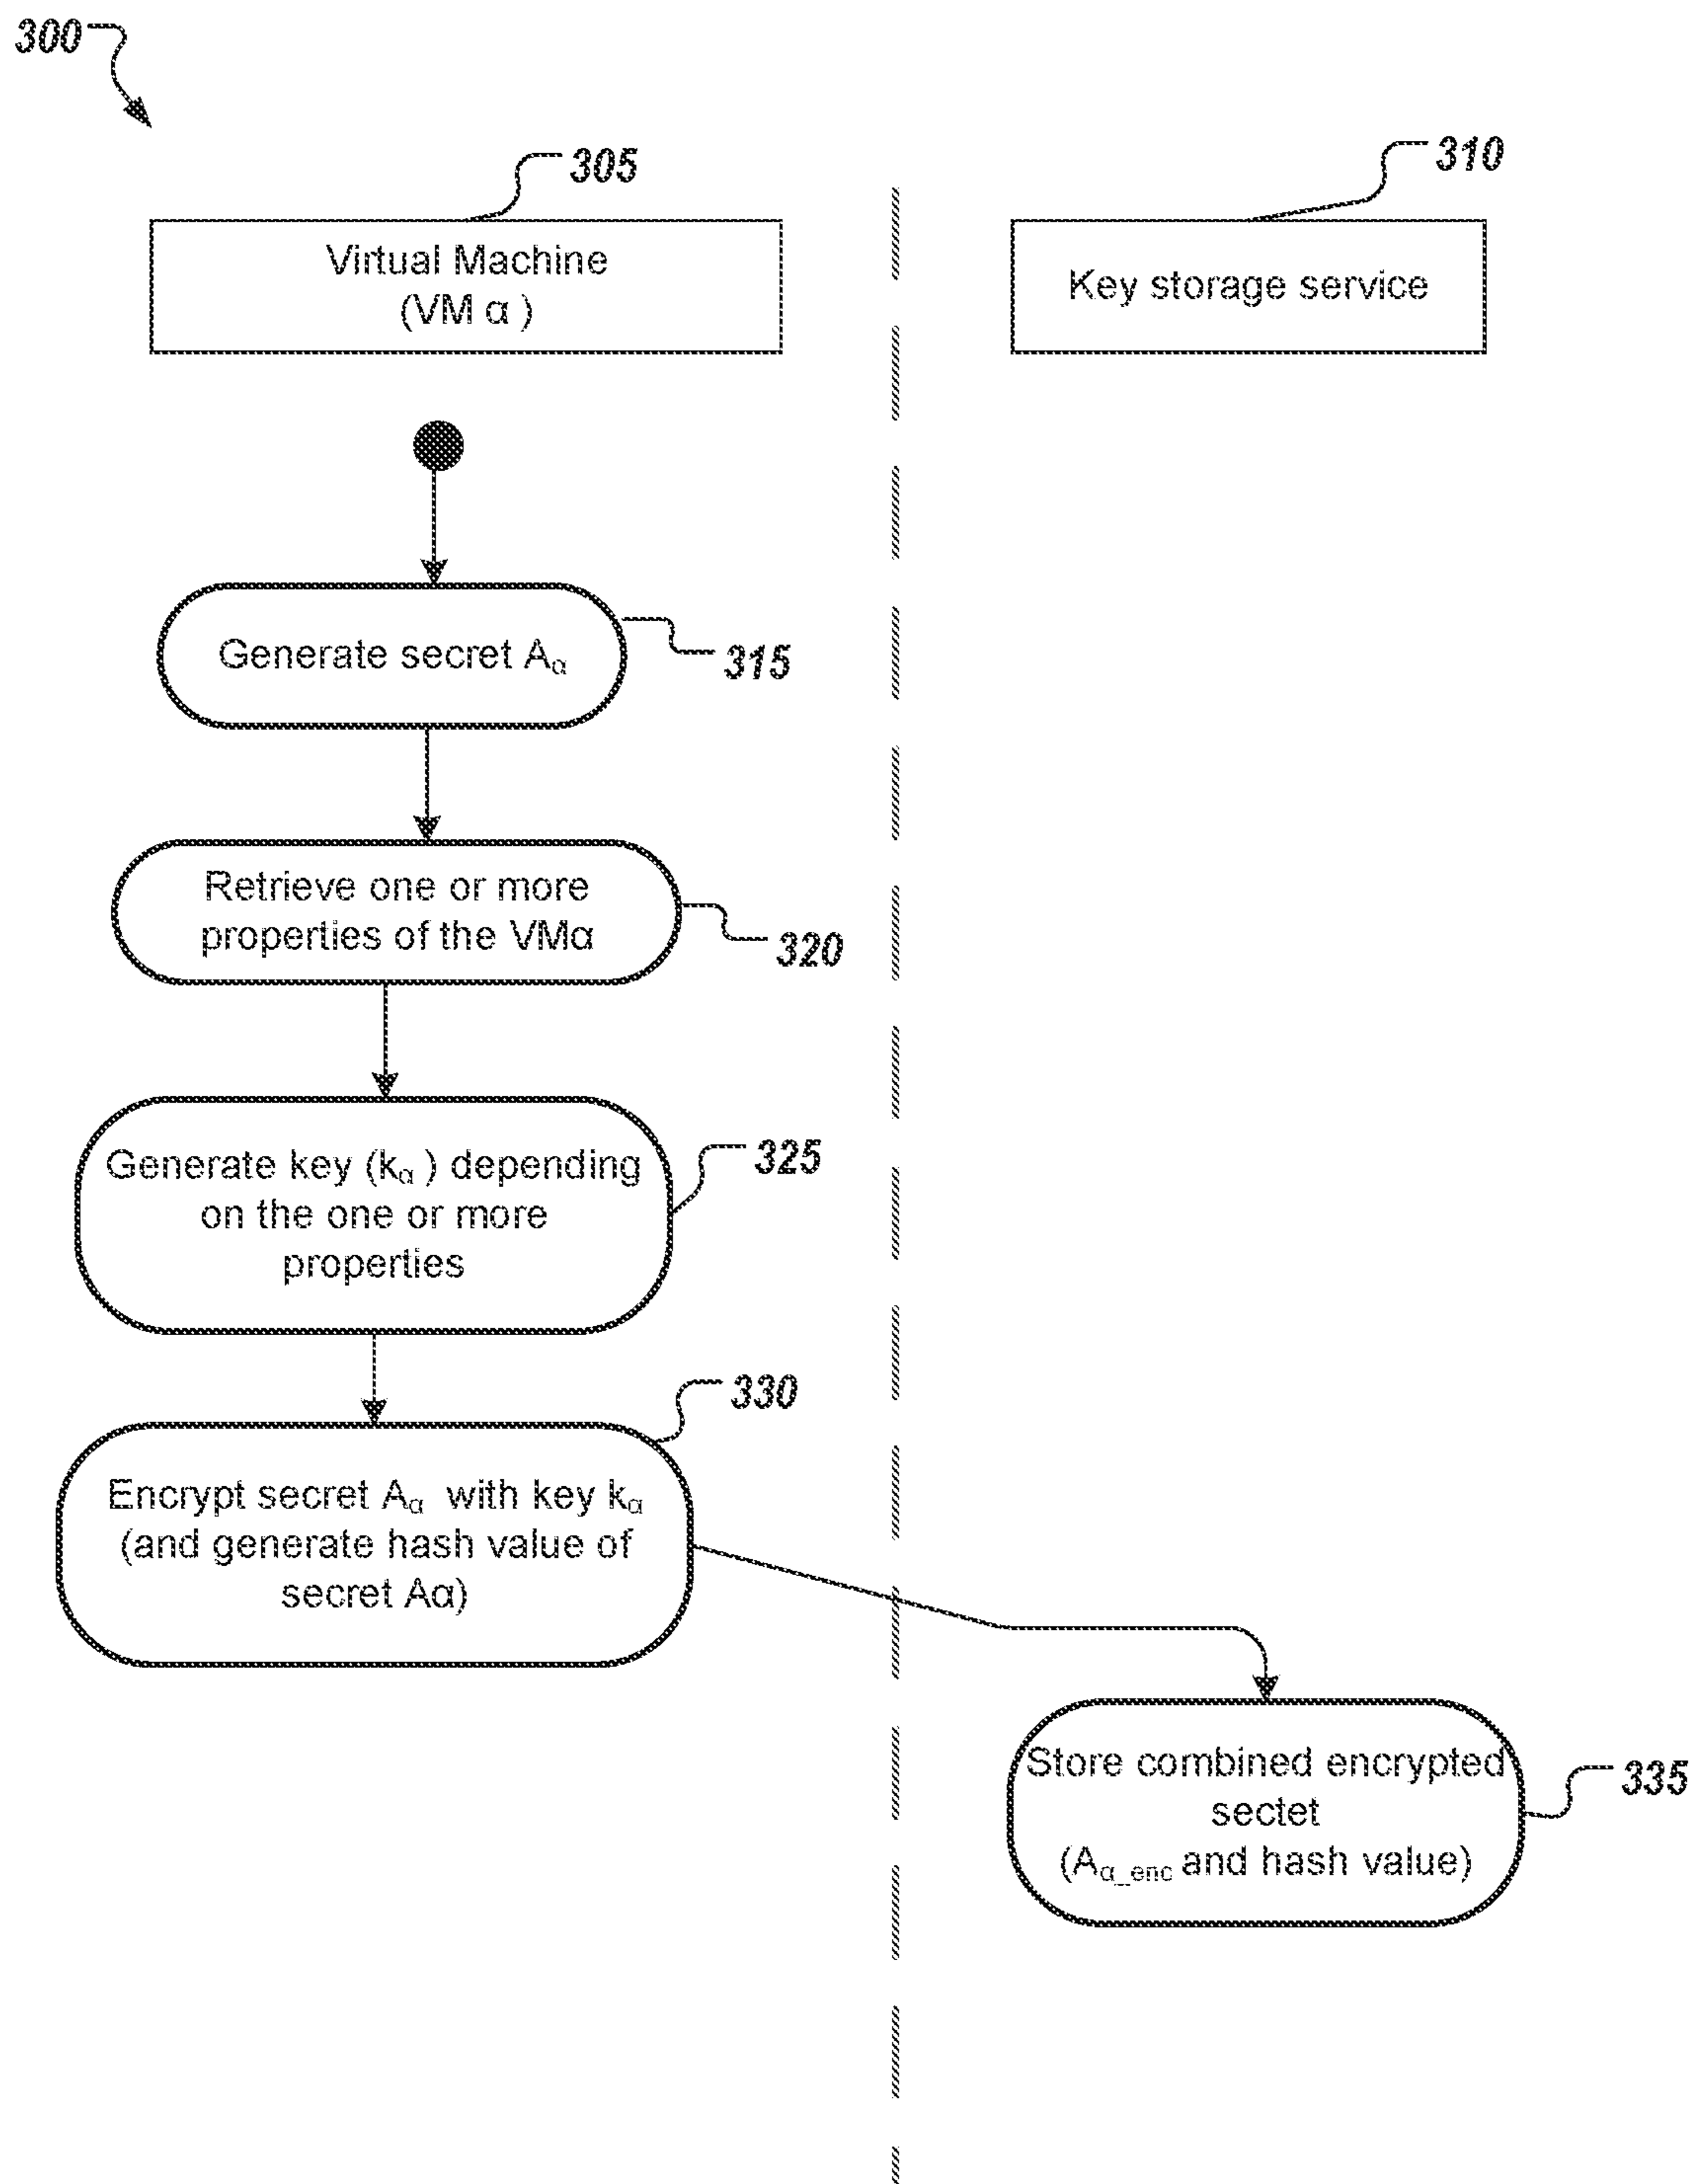 300
305
310
Virtual Machine
(VM α )
Key storage service
Generate secret Aα
315
Retrieve one or more
properties of the VMα
320
Generate key (kα ) depending
on the one or more
properties
325
330
Encrypt secret Aα with key kα
(and generate hash value of
secret Aα)
Store combined encrypted
sectet
(Aα_enc and hash value)
335